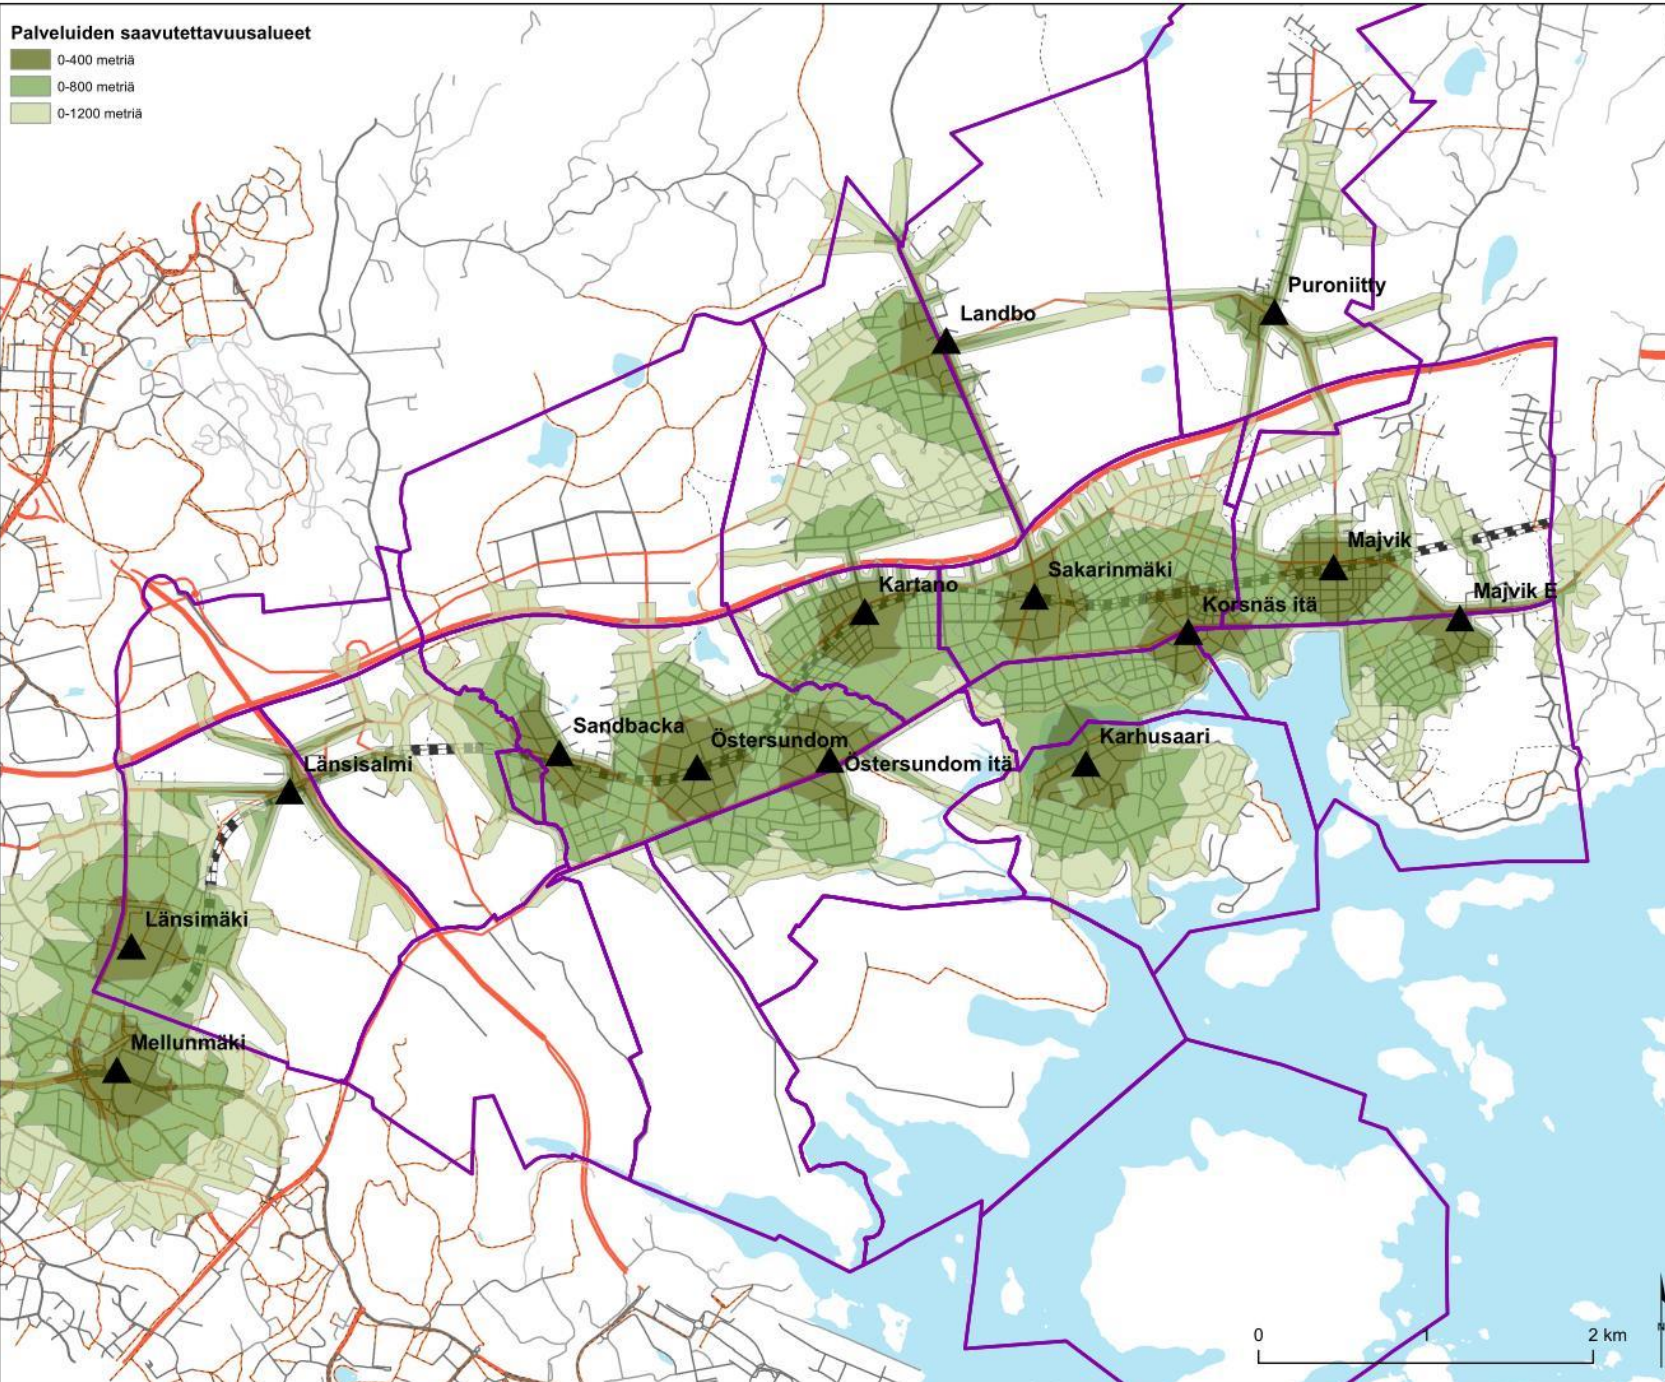 Palveluiden saavutettavuusalueet
0-400 metriä
0-800 metriä
0-1200 metriä
Puroniitty
Landbo
Majvik
Sakarinmäki
Kartano
Majvik E
Korsnäs itä
Sandbacka
Östersundom
Karhusaari
Länsisalmi
Östersundom itä
Länsimäki
Mellunmäki
0 1 2 km
N